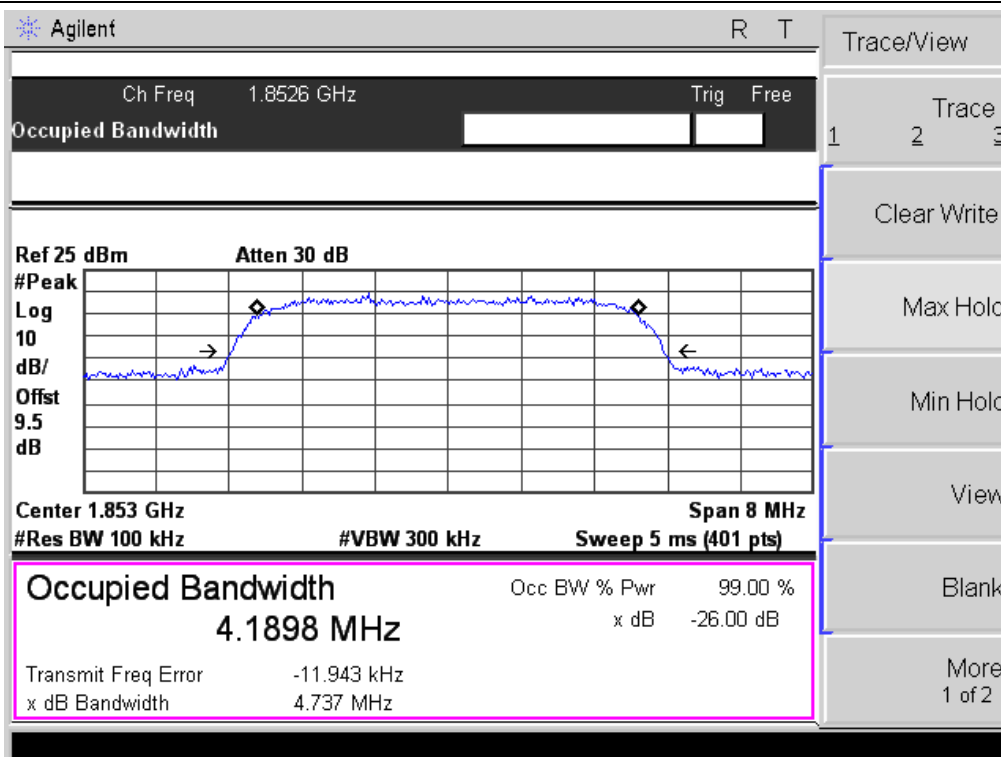 Agilent R T
Ch Freq 1.8526 GHz Trig Free
Occupied Bandwidth
Ref 25 dBm Atten 30 dB
#Peak
Log
10
dB/
Offst
9.5
dB
Center 1.853 GHz Span 8 MHz
#Res BW 100 kHz #VBW 300 kHz Sweep 5 ms (401 pts)
Occupied Bandwidth Occ BW % Pwr 99.00 %
4.1898 MHz x dB -26.00 dB
Transmit Freq Error -11.943 kHz
x dB Bandwidth 4.737 MHz
Trace/View
Trace
1 2 3
Clear Write
Max Hold
Min Hold
View
Blank
More
1 of 2